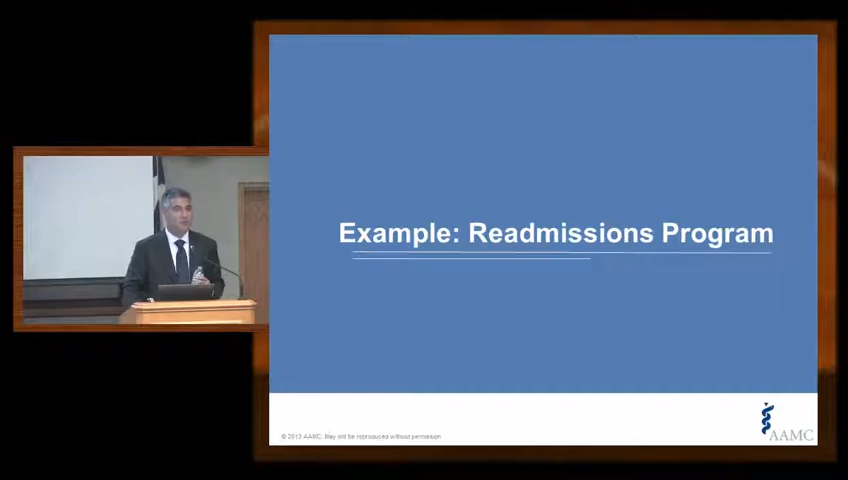 Example: Readmissions Program
© 2013 AAMC. May not be reproduced without permission
AAMC